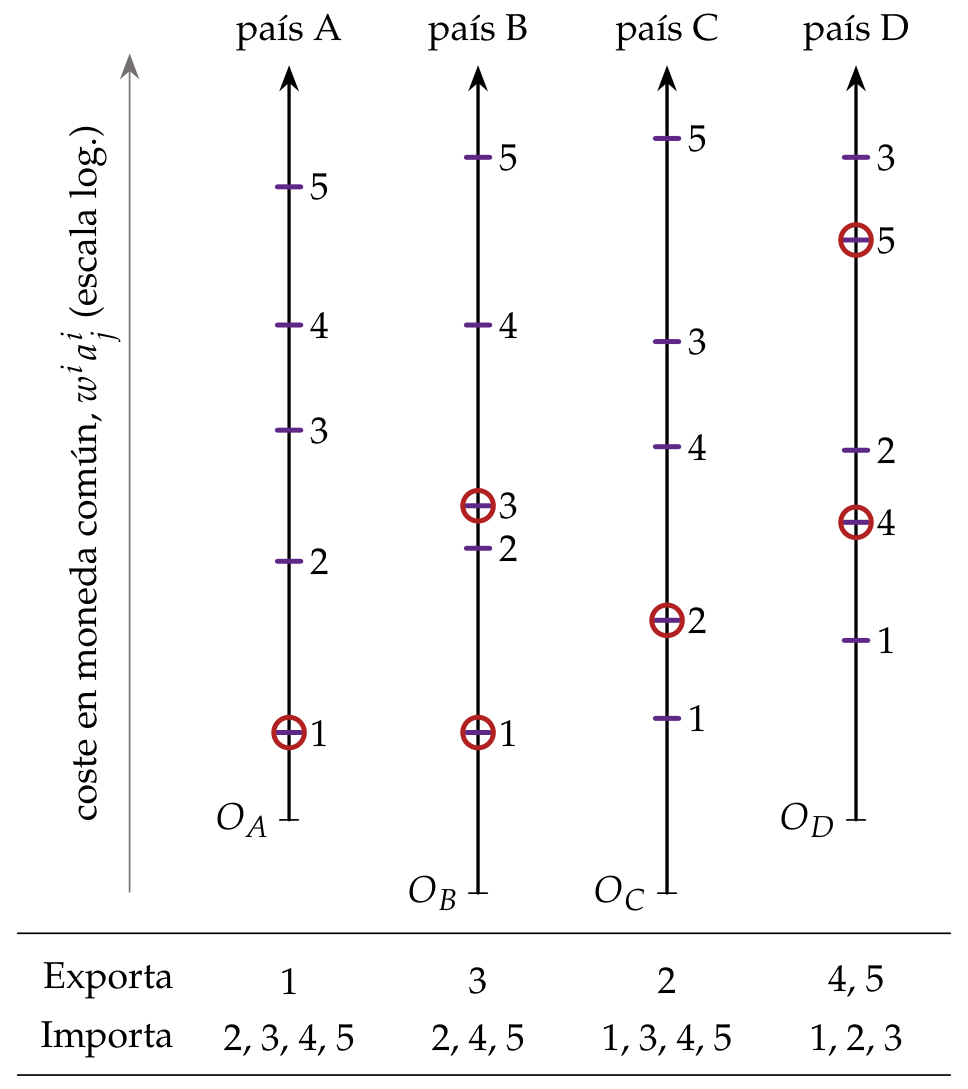 país A país B país C país D
coste en moneda común, wⁱaⱼⁱ (escala log.)
5
4
3
2
1
O_A
5
4
3
2
1
O_B
5
3
4
2
1
O_C
3
5
2
4
1
O_D
Exporta 1 3 2 4, 5
Importa 2, 3, 4, 5 2, 4, 5 1, 3, 4, 5 1, 2, 3